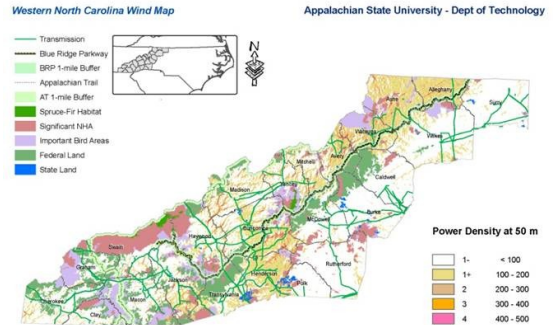 Western North Carolina Wind Map
Appalachian State University - Dept of Technology
Transmission
Blue Ridge Parkway
BRP 1-mile Buffer
Appalachian Trail
AT 1-mile Buffer
Spruce-Fir Habitat
Significant NHA
Important Bird Areas
Federal Land
State Land
N
Alleghany
Ashe
Surry
Watauga
Wilkes
Avery
Mitchell
Caldwell
Yancey
Madison
Burke
McDowell
Buncombe
Haywood
Swain
Rutherford
Graham
Henderson
Jackson
Polk
Transylvania
Cherokee
Macon
Clay
Power Density at 50 m
1- < 100
1+ 100 - 200
2 200 - 300
3 300 - 400
4 400 - 500